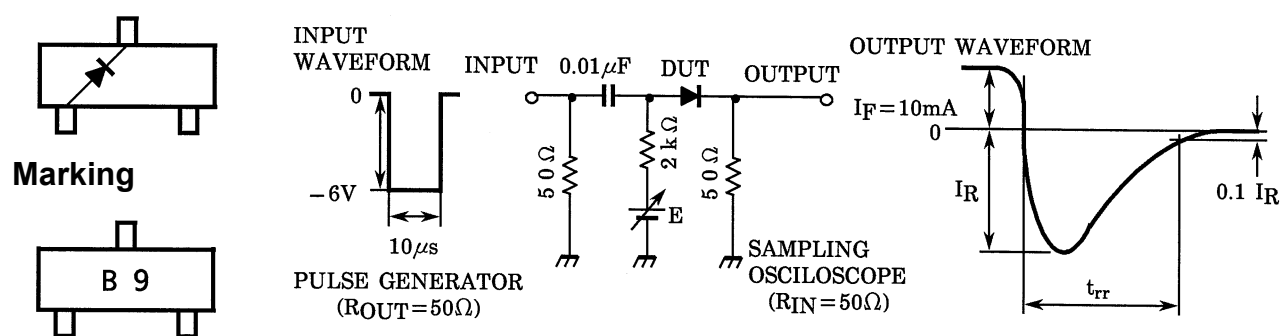 Marking
B 9
INPUT
WAVEFORM
0
−6V
10µs
PULSE GENERATOR
(ROUT=50Ω)
INPUT
0.01µF
DUT
OUTPUT
50Ω
2kΩ
E
50Ω
SAMPLING
OSCILOSCOPE
(RIN=50Ω)
OUTPUT WAVEFORM
IF=10mA
0
IR
0.1 IR
trr